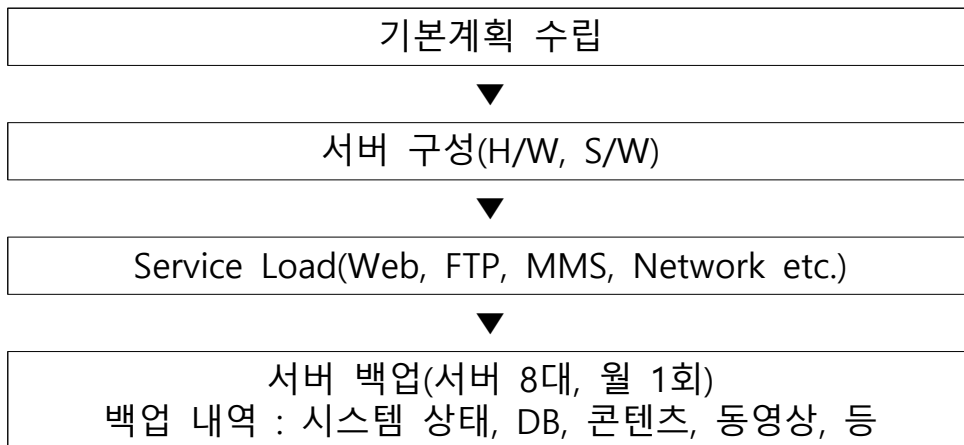 기본계획 수립
▼
서버 구성(H/W, S/W)
▼
Service Load(Web, FTP, MMS, Network etc.)
▼
서버 백업(서버 8대, 월 1회)
백업 내역 : 시스템 상태, DB, 콘텐츠, 동영상, 등